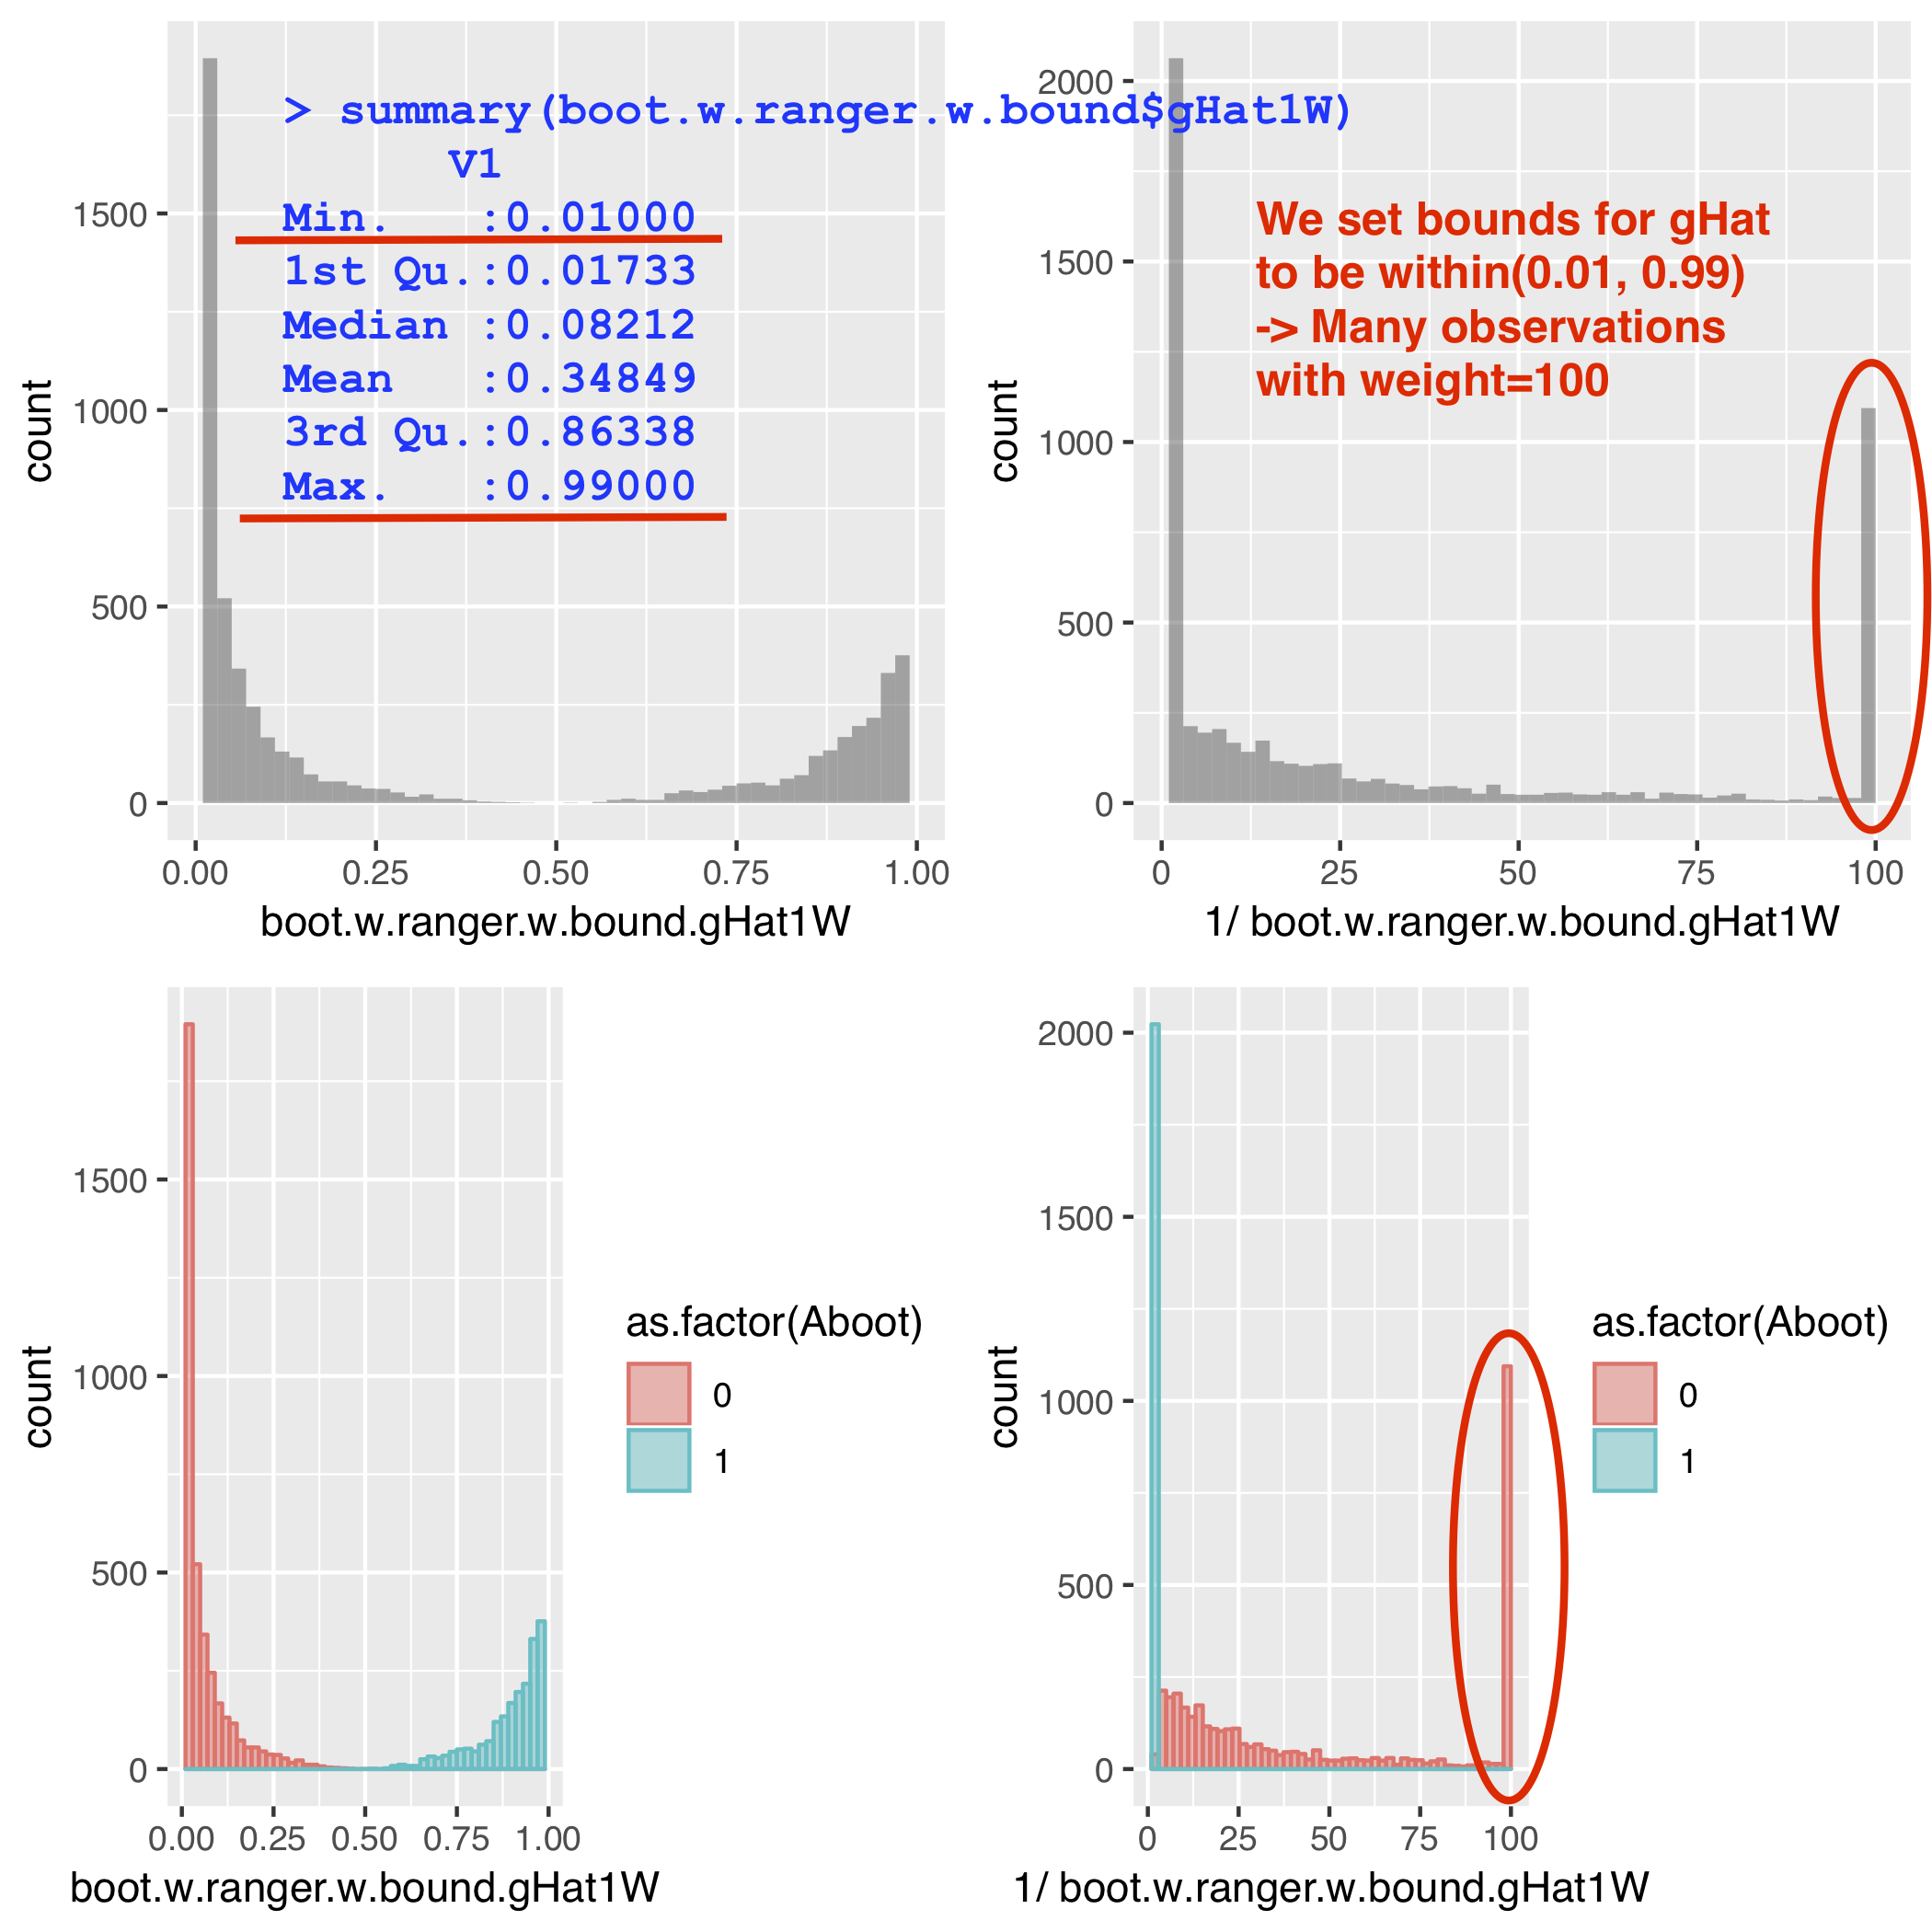 > summary(boot.w.ranger.w.bound$gHat1W)
V1
Min.    :0.01000
1st Qu.:0.01733
Median :0.08212
Mean   :0.34849
3rd Qu.:0.86338
Max.    :0.99000
count
1500
1000
500
0
0.00 0.25 0.50 0.75 1.00
boot.w.ranger.w.bound.gHat1W
We set bounds for gHat
to be within(0.01, 0.99)
-> Many observations
with weight=100
count
2000
1500
1000
500
0
0 25 50 75 100
1/ boot.w.ranger.w.bound.gHat1W
count
1500
1000
500
0
0.00 0.25 0.50 0.75 1.00
boot.w.ranger.w.bound.gHat1W
as.factor(Aboot)
0
1
count
2000
1500
1000
500
0
0 25 50 75 100
1/ boot.w.ranger.w.bound.gHat1W
as.factor(Aboot)
0
1